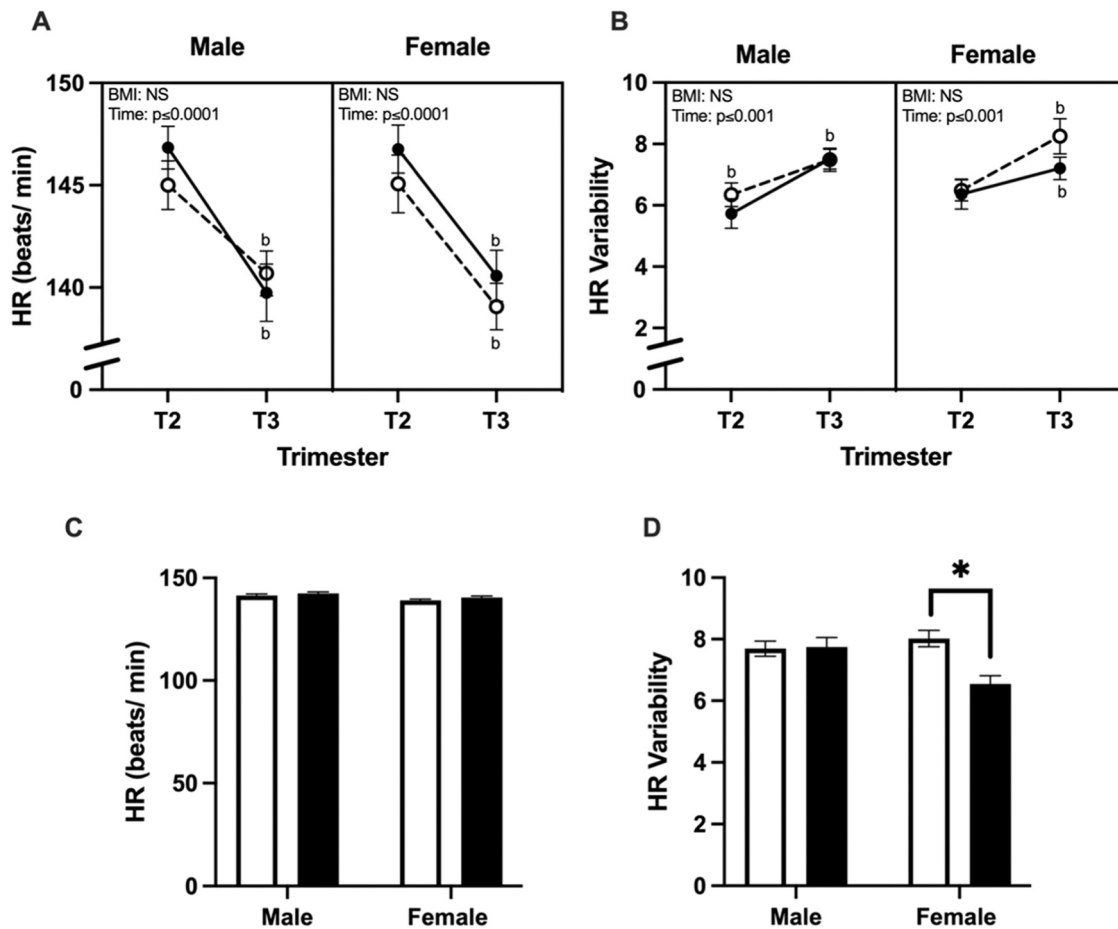 A
Male
Female
BMI: NS
Time: p≤0.0001
BMI: NS
Time: p≤0.0001
HR (beats/ min)
150
145
140
0
b
b
b
b
T2
T3
T2
T3
Trimester
B
Male
Female
BMI: NS
Time: p≤0.001
BMI: NS
Time: p≤0.001
HR Variability
10
8
6
4
2
0
b
b
b
b
T2
T3
T2
T3
Trimester
C
HR (beats/ min)
150
100
50
0
Male
Female
D
HR Variability
10
8
6
4
2
0
*
Male
Female